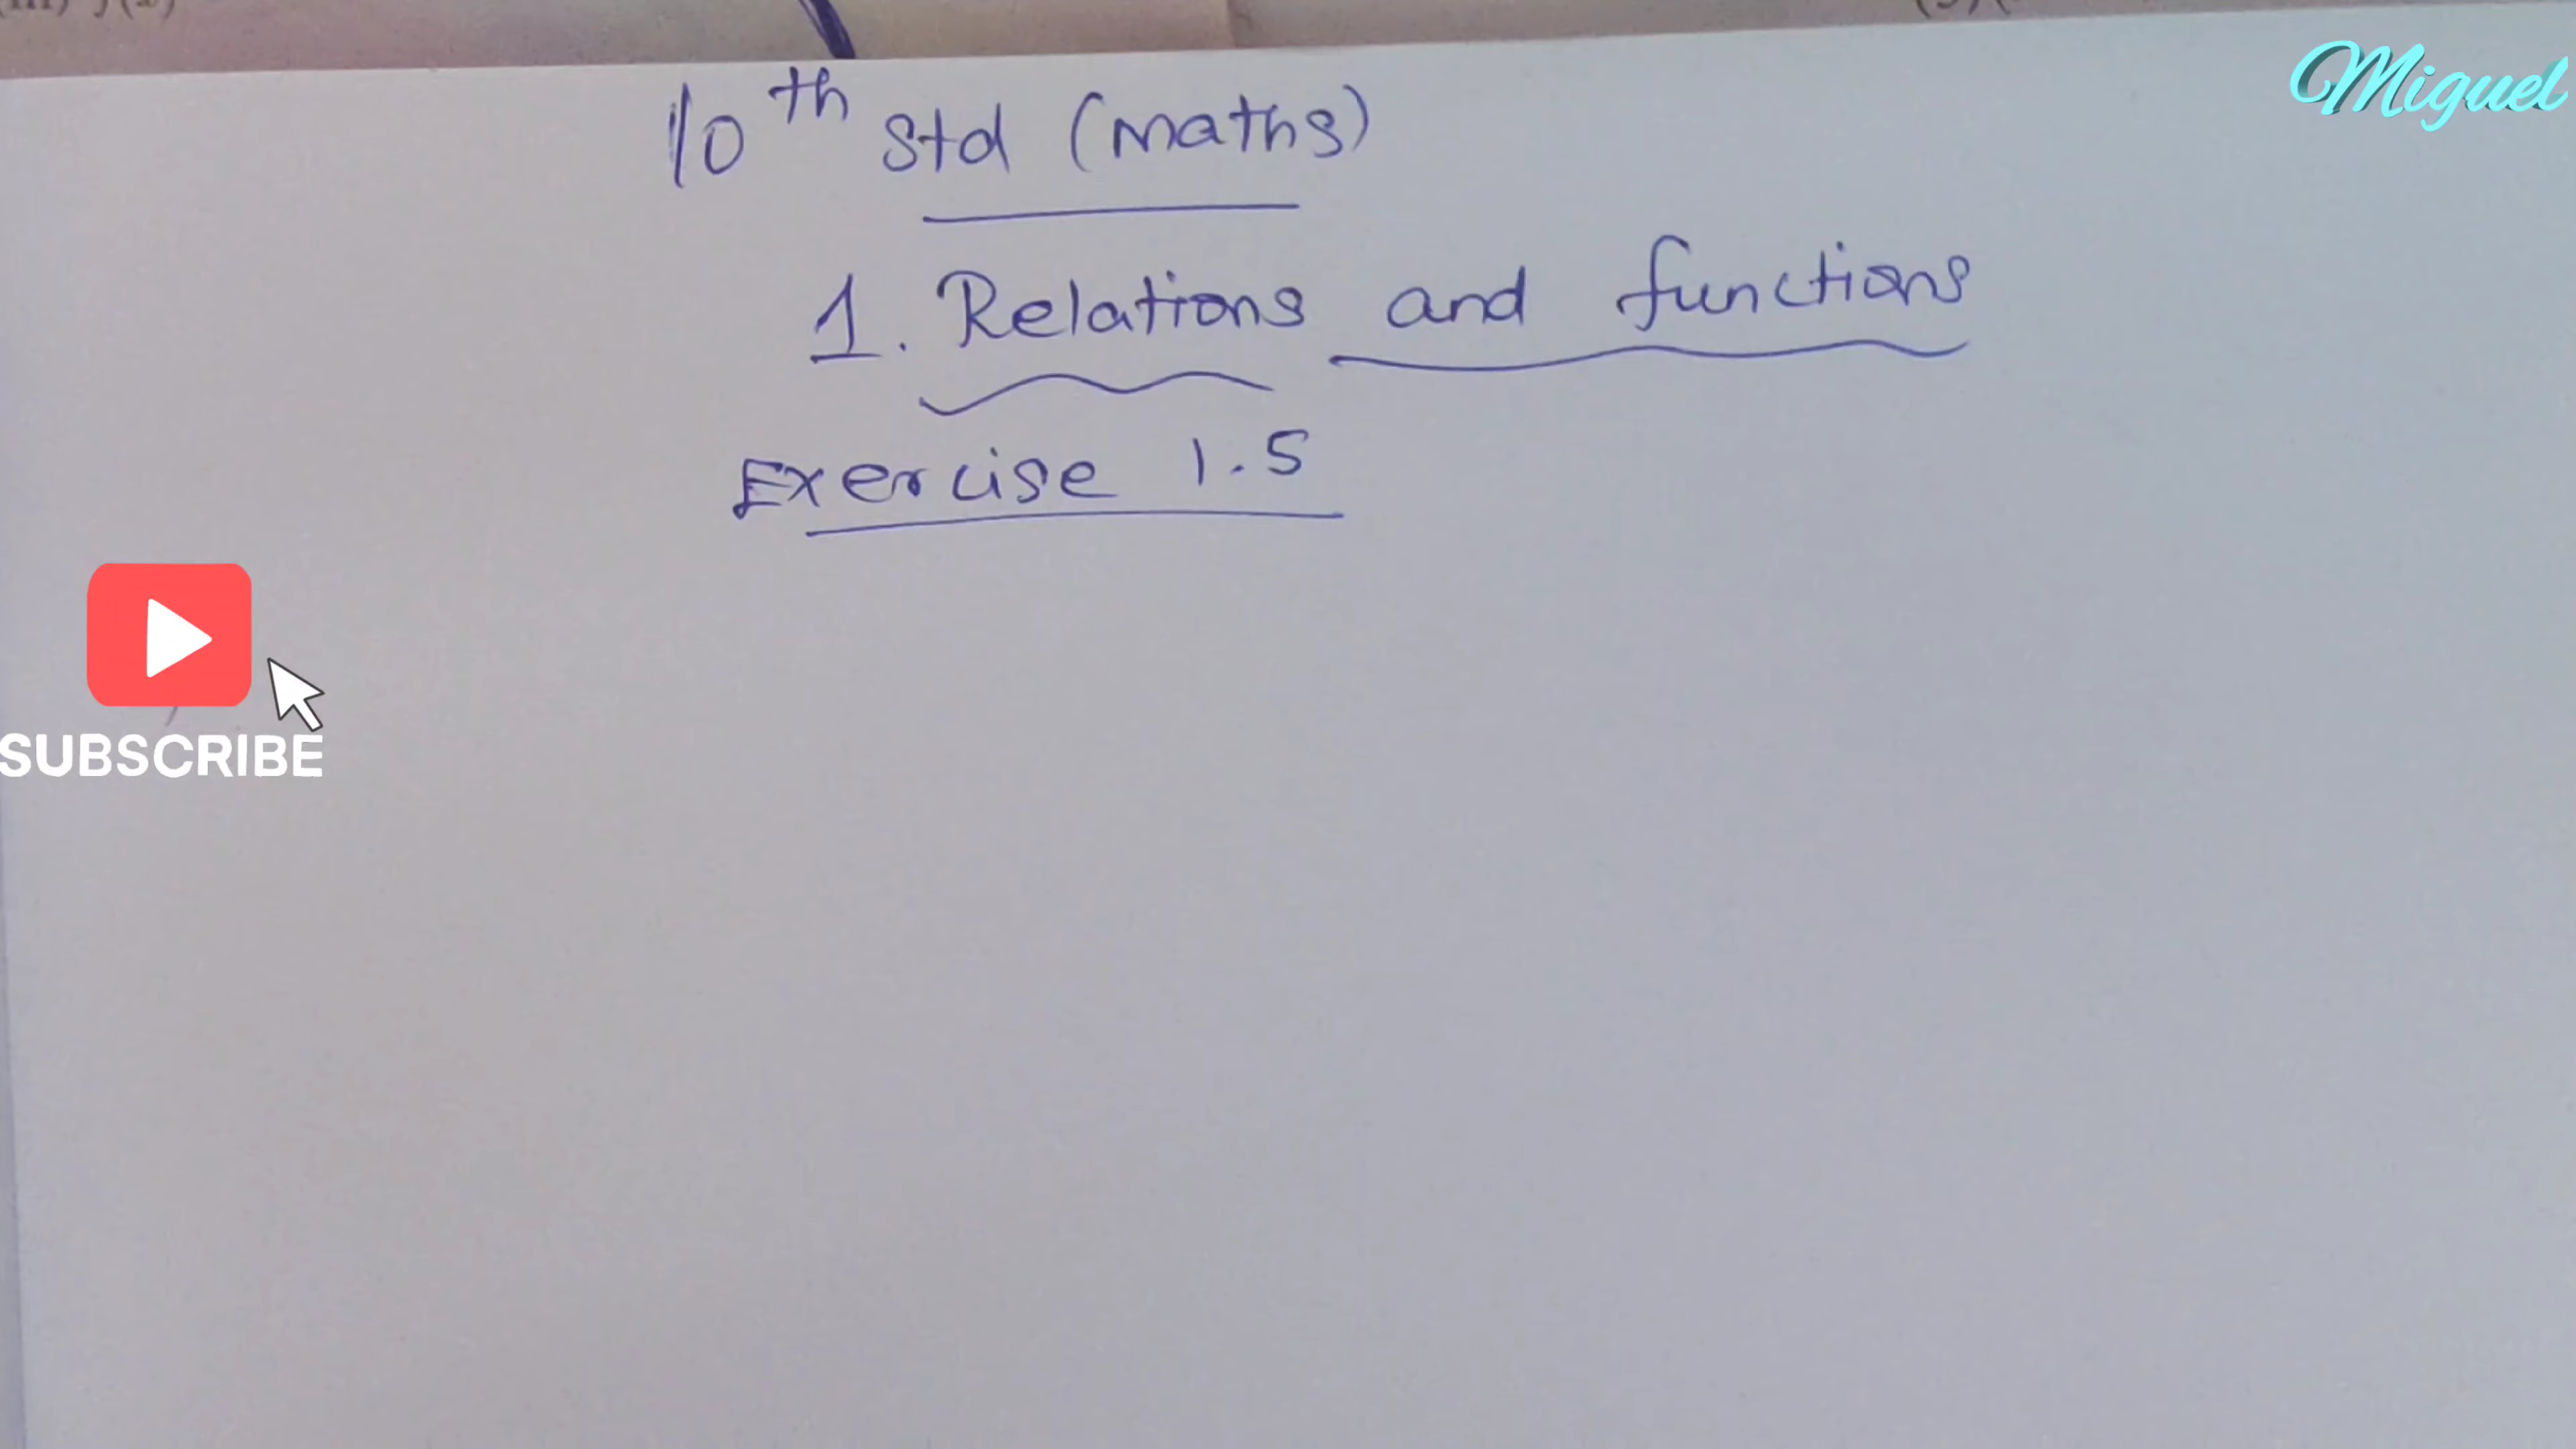 Miguel
10th std (maths)
1. Relations and functions
Exercise 1.5
SUBSCRIBE